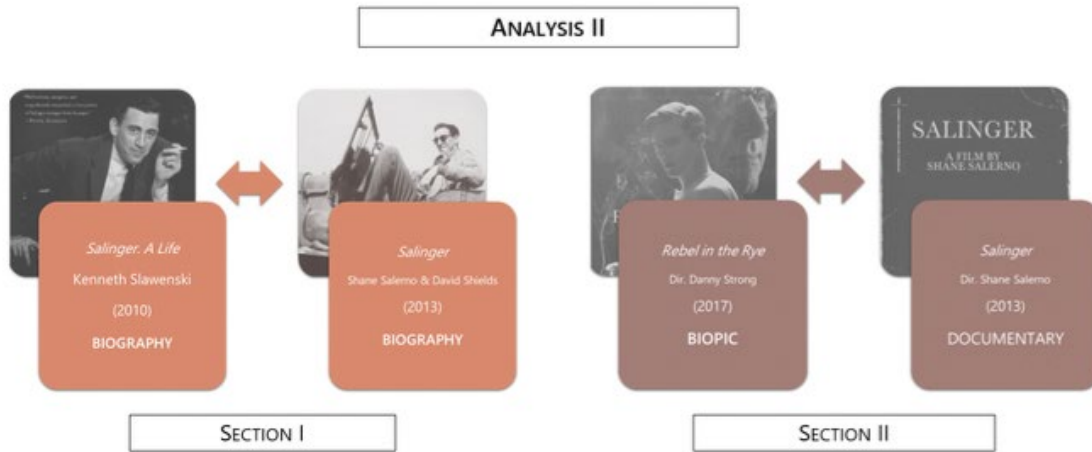 ANALYSIS II
SALINGER
A FILM BY
SHANE SALERNO
Salinger. A Life
Kenneth Slawenski
(2010)
BIOGRAPHY
Salinger
Shane Salerno & David Shields
(2013)
BIOGRAPHY
Rebel in the Rye
Dir. Danny Strong
(2017)
BIOPIC
Salinger
Dir. Shane Salerno
(2013)
DOCUMENTARY
SECTION I
SECTION II